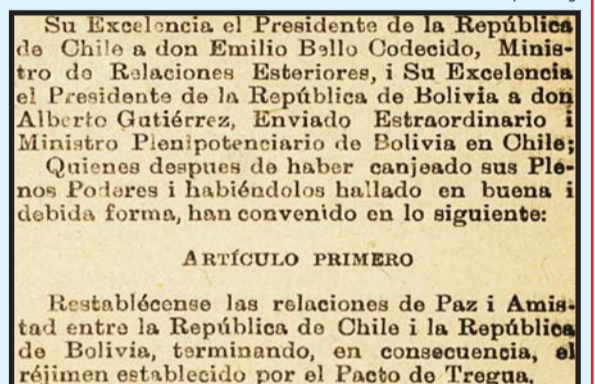 Su Excelencia el Presidente de la República
de Chile a don Emilio Bello Codecido, Minis-
tro de Relaciones Esteriores, i Su Excelencia
el Presidente de la República de Bolivia a don
Alberto Gutiérrez, Enviado Estraordinario i
Ministro Plenipotenciario de Bolivia en Chile;
Quienes despues de haber canjeado sus Ple-
nos Poderes i habiéndolos hallado en buena i
debida forma, han convenido en lo siguiente:
ARTÍCULO PRIMERO
Restablécense las relaciones de Paz i Amis-
tad entre la República de Chile i la República
de Bolivia, terminando, en consecuencia, el
réjimen establecido por el Pacto de Tregua.